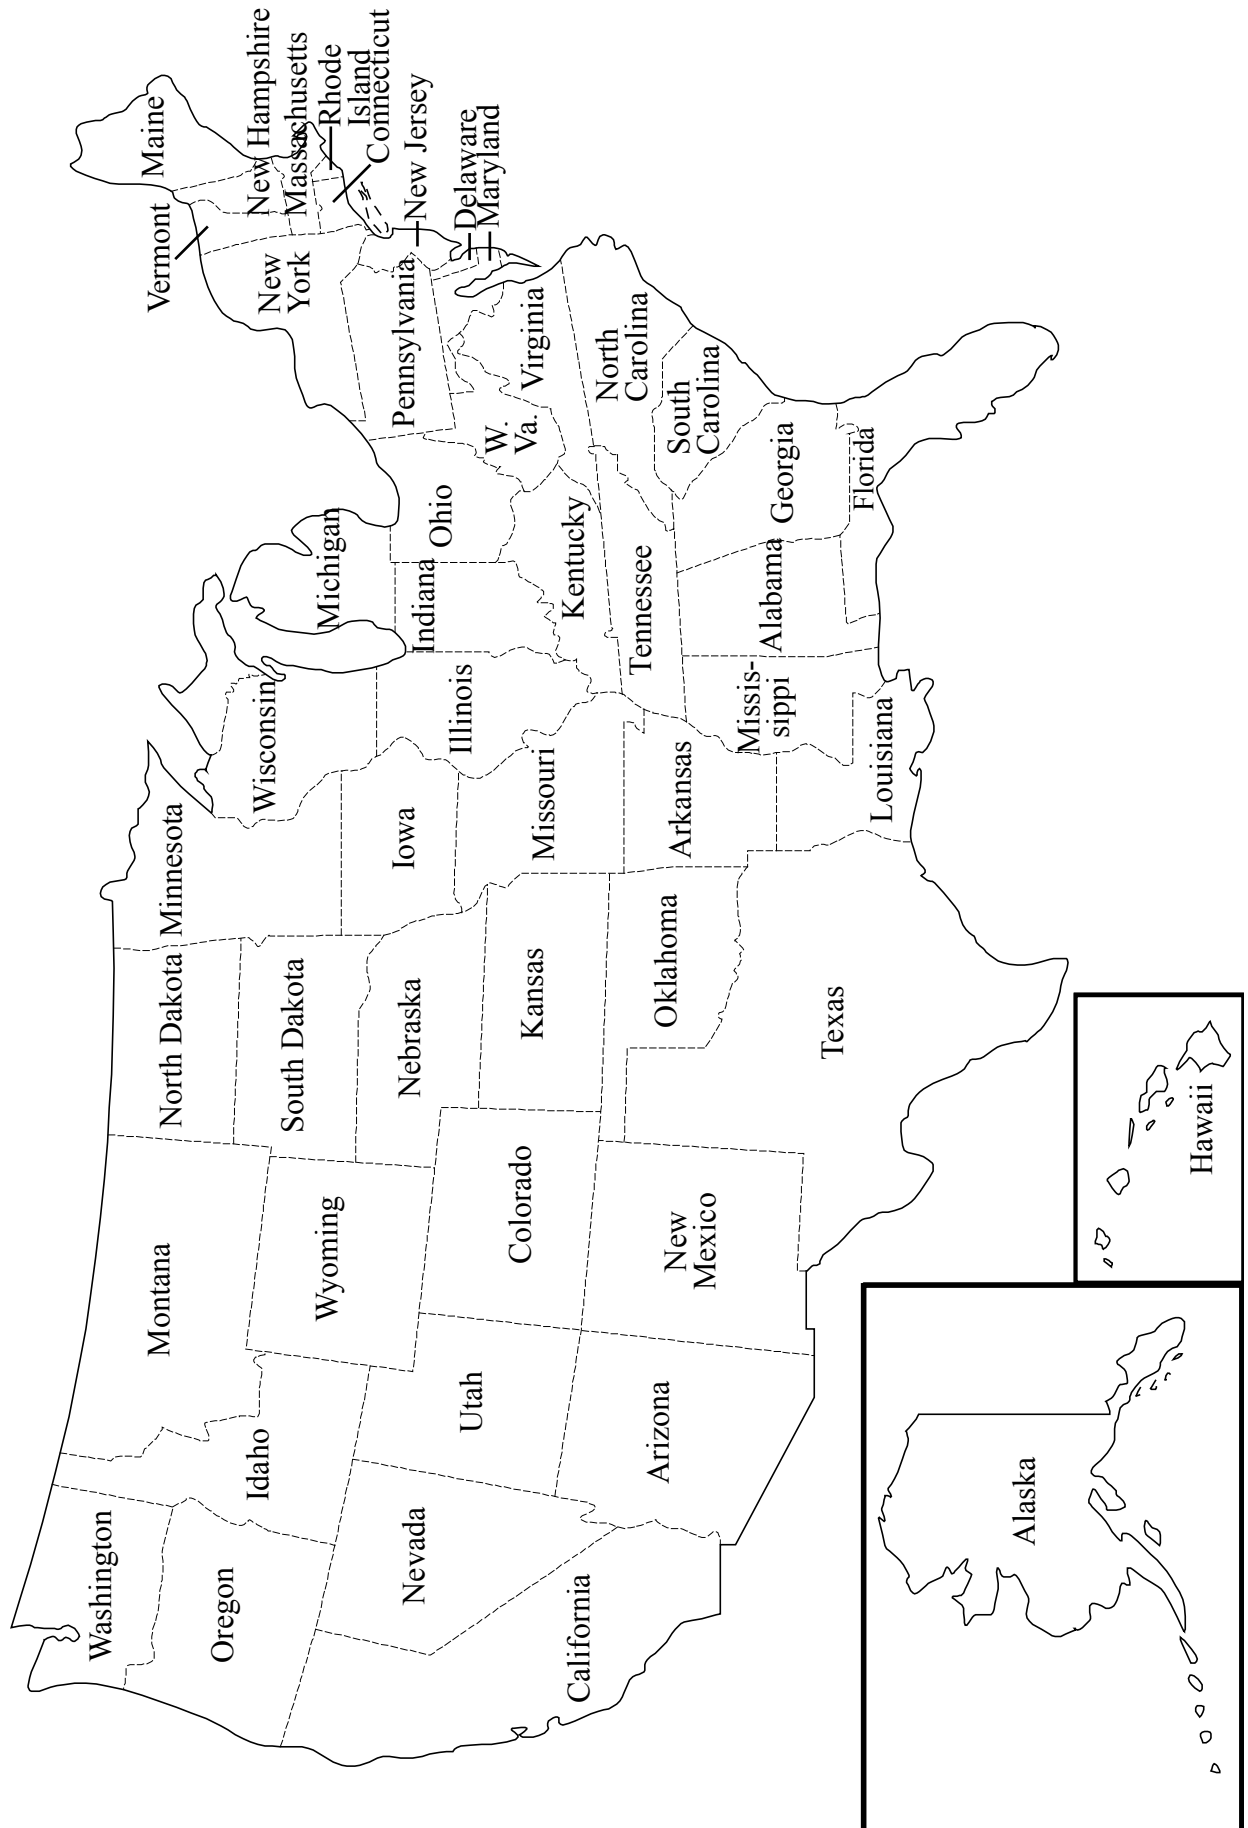 Washington
Oregon
California
Nevada
Idaho
Montana
Wyoming
Utah
Arizona
Colorado
New
Mexico
North Dakota
South Dakota
Nebraska
Kansas
Oklahoma
Texas
Minnesota
Iowa
Missouri
Arkansas
Louisiana
Wisconsin
Illinois
Missis-
sippi
Michigan
Indiana
Ohio
Kentucky
Tennessee
Alabama
Georgia
Florida
South
Carolina
North
Carolina
Virginia
W.
Va.
Pennsylvania
New
York
Vermont
Maine
New Hampshire
Massachusetts
Rhode
Island
Connecticut
New Jersey
Delaware
Maryland
Alaska
Hawaii